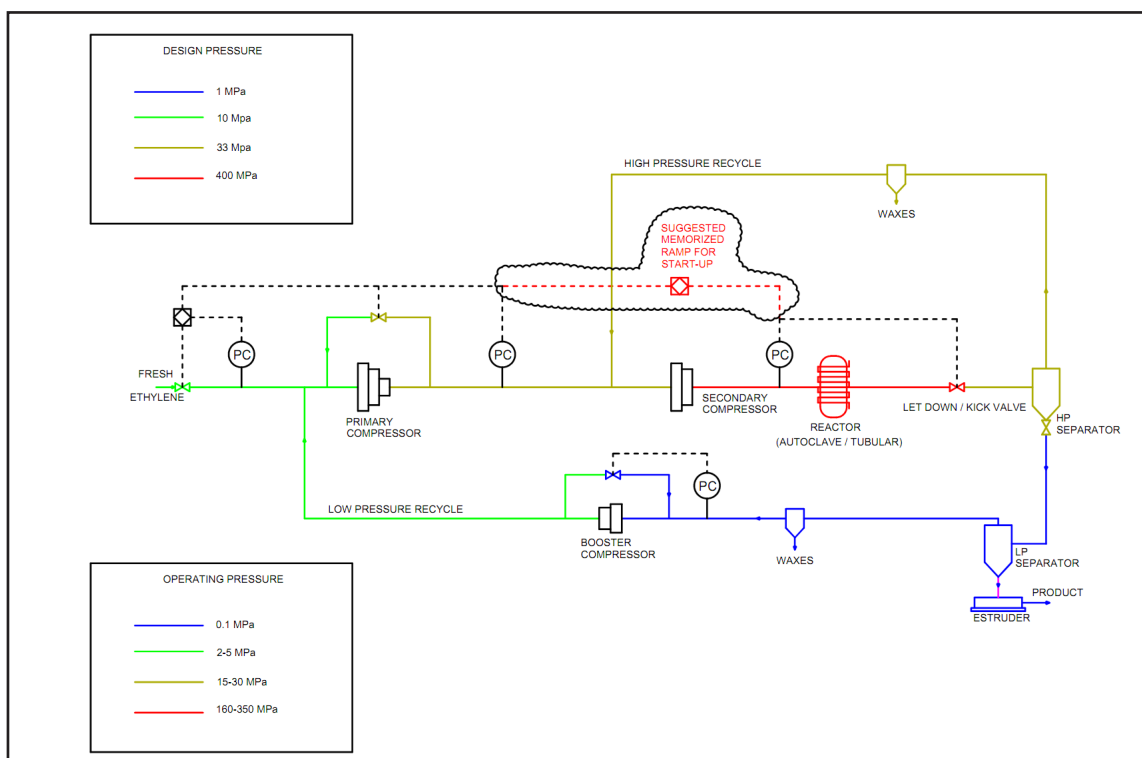 DESIGN PRESSURE
1 MPa
10 Mpa
33 Mpa
400 MPa
HIGH PRESSURE RECYCLE
WAXES
SUGGESTED
MEMORIZED
RAMP FOR
START-UP
PC
PC
PC
FRESH
ETHYLENE
PRIMARY
COMPRESSOR
SECONDARY
COMPRESSOR
REACTOR
(AUTOCLAVE / TUBULAR)
LET DOWN / KICK VALVE
HP
SEPARATOR
PC
LOW PRESSURE RECYCLE
BOOSTER
COMPRESSOR
WAXES
LP
SEPARATOR
PRODUCT
ESTRUDER
OPERATING PRESSURE
0.1 MPa
2-5 MPa
15-30 MPa
160-350 MPa